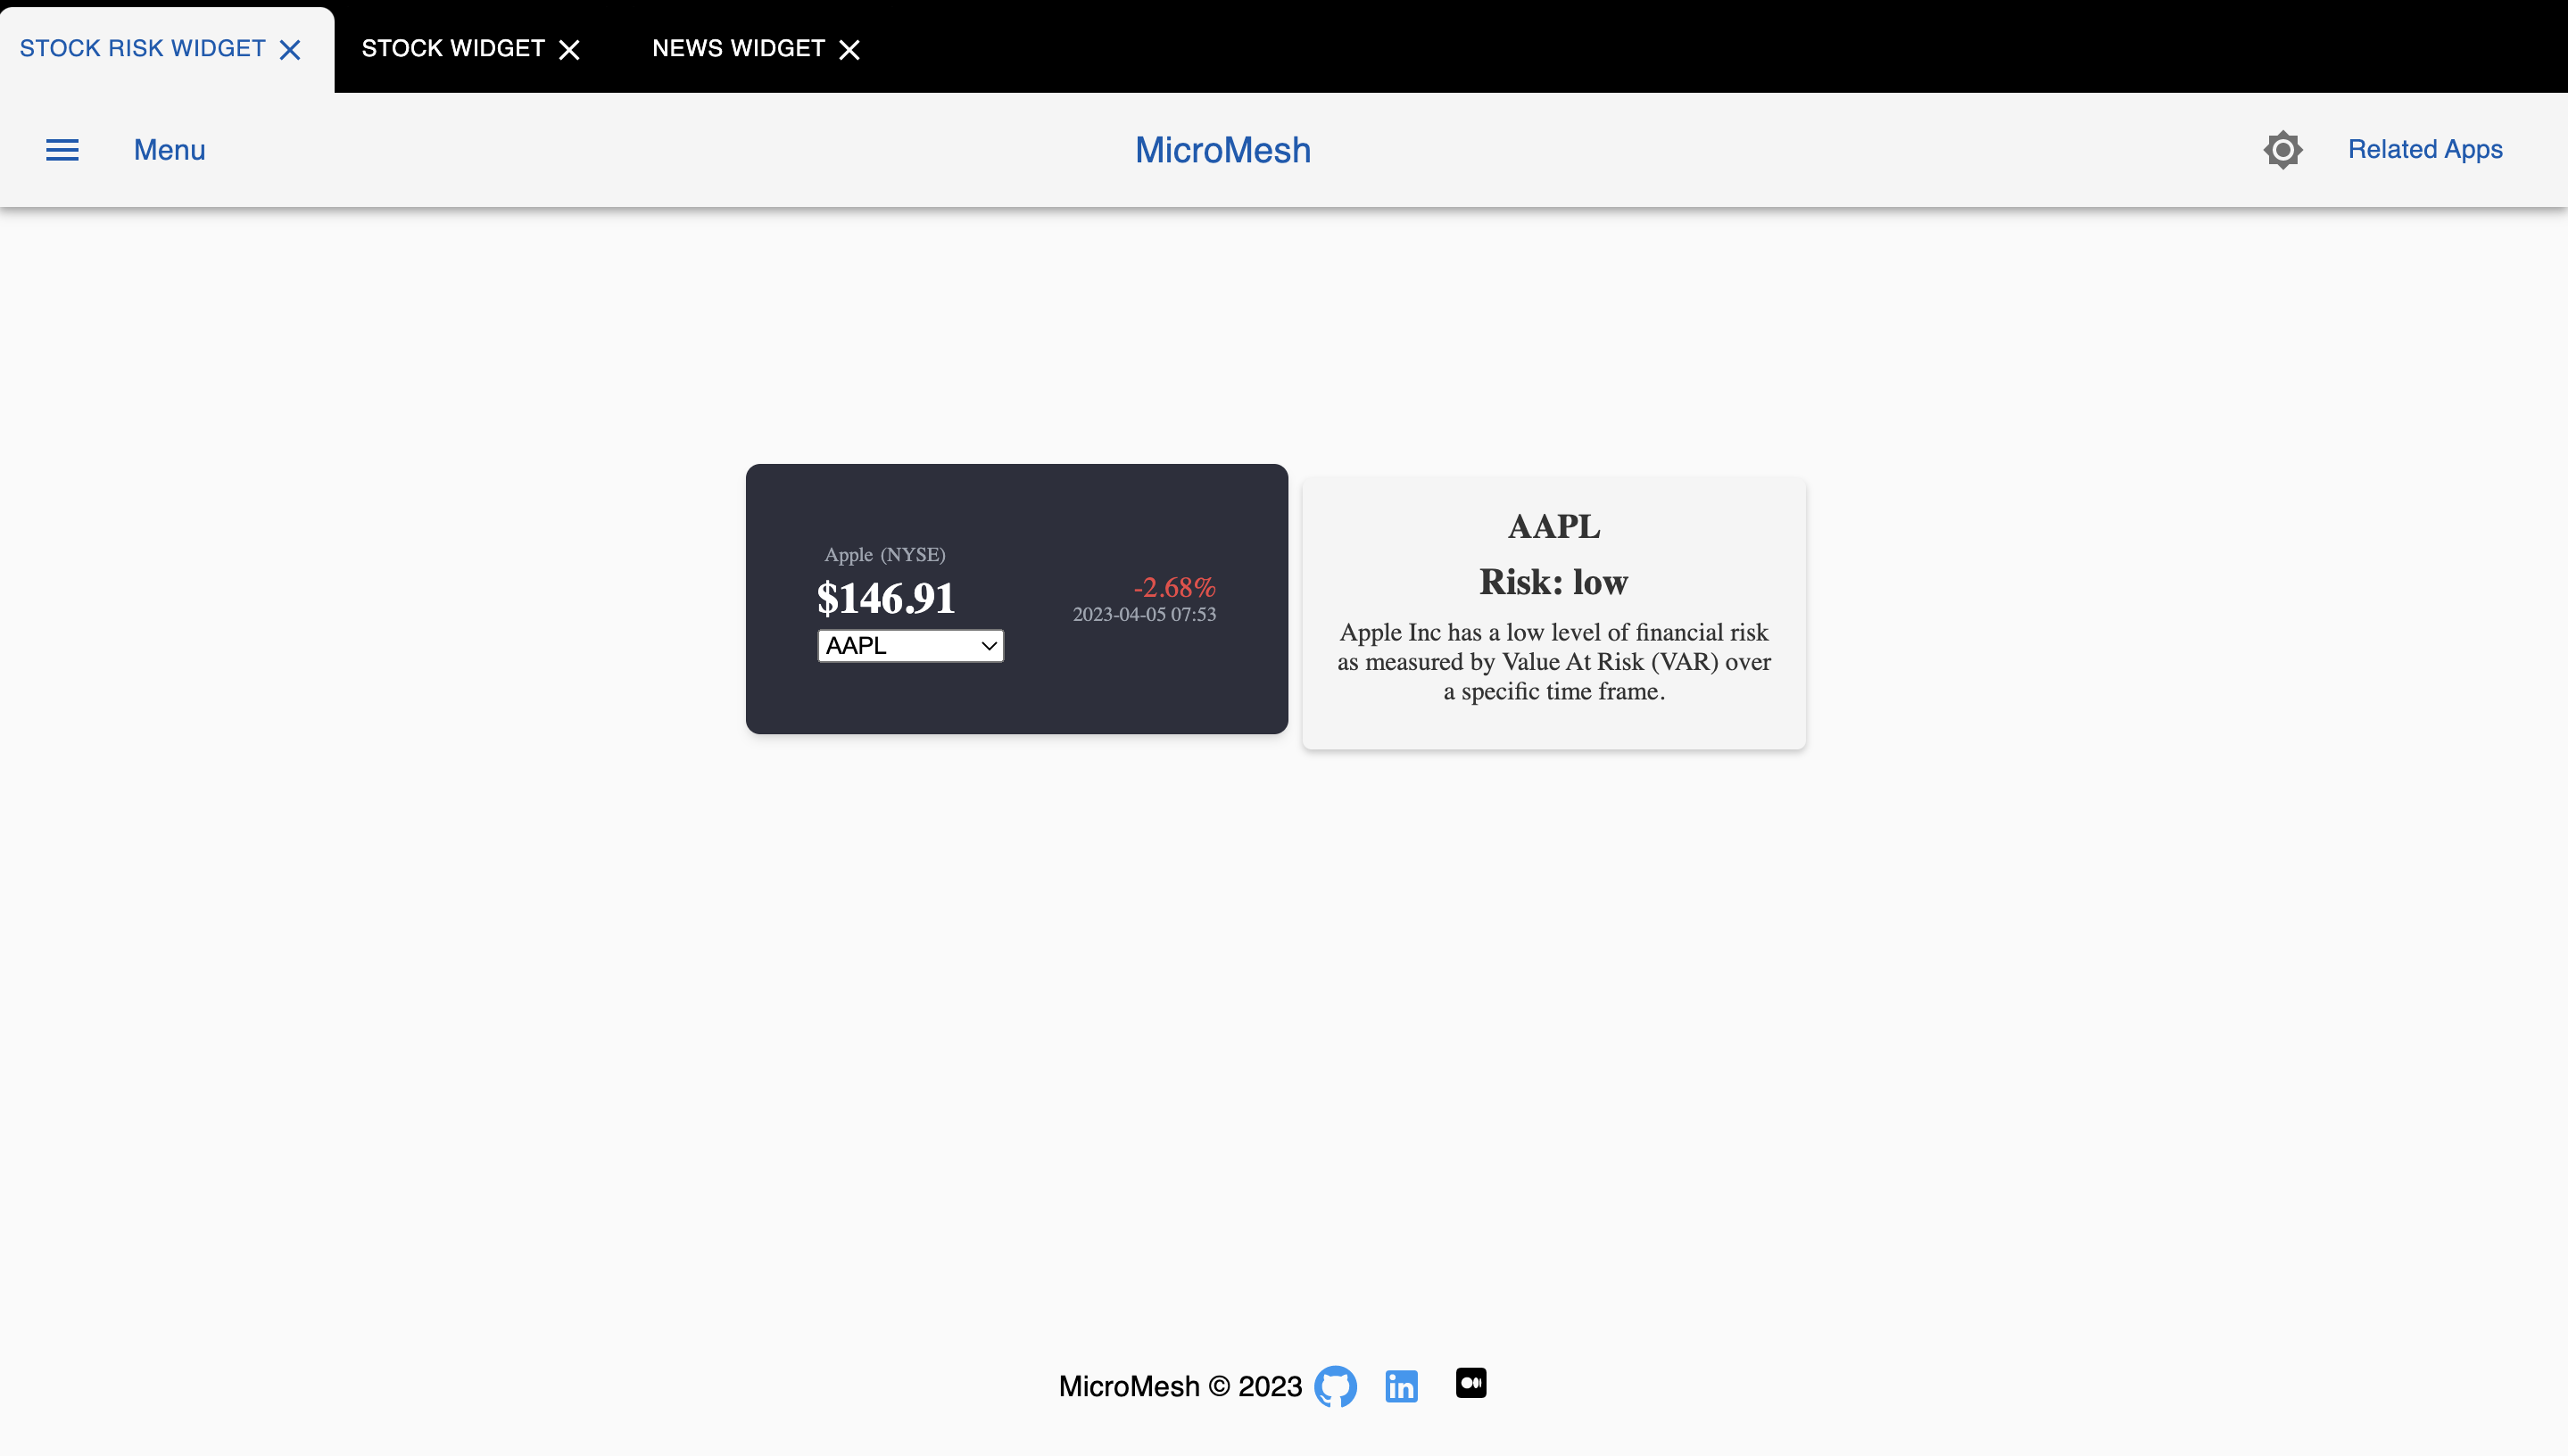 STOCK RISK WIDGET
STOCK WIDGET
NEWS WIDGET
Menu
MicroMesh
Related Apps
Apple (NYSE)
$146.91
-2.68%
2023-04-05 07:53
AAPL
AAPL
Risk: low
Apple Inc has a low level of financial risk
as measured by Value At Risk (VAR) over
a specific time frame.
MicroMesh © 2023
in